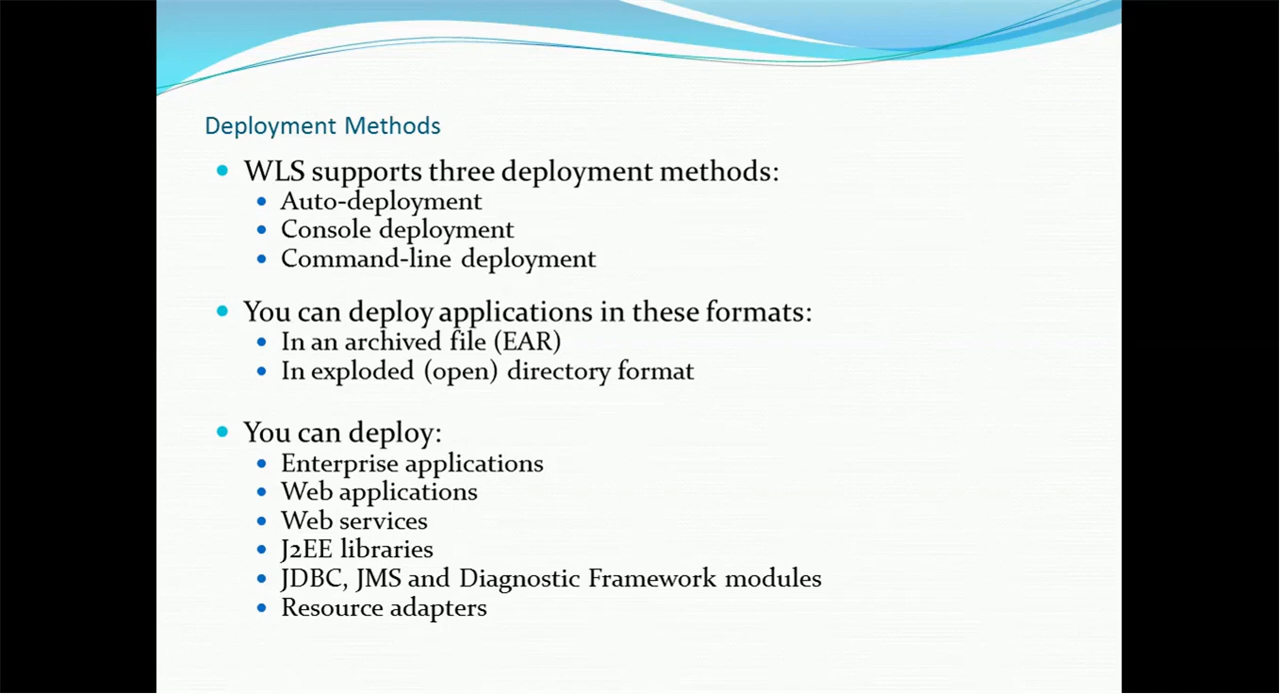 Deployment Methods
WLS supports three deployment methods:
Auto-deployment
Console deployment
Command-line deployment
You can deploy applications in these formats:
In an archived file (EAR)
In exploded (open) directory format
You can deploy:
Enterprise applications
Web applications
Web services
J2EE libraries
JDBC, JMS and Diagnostic Framework modules
Resource adapters